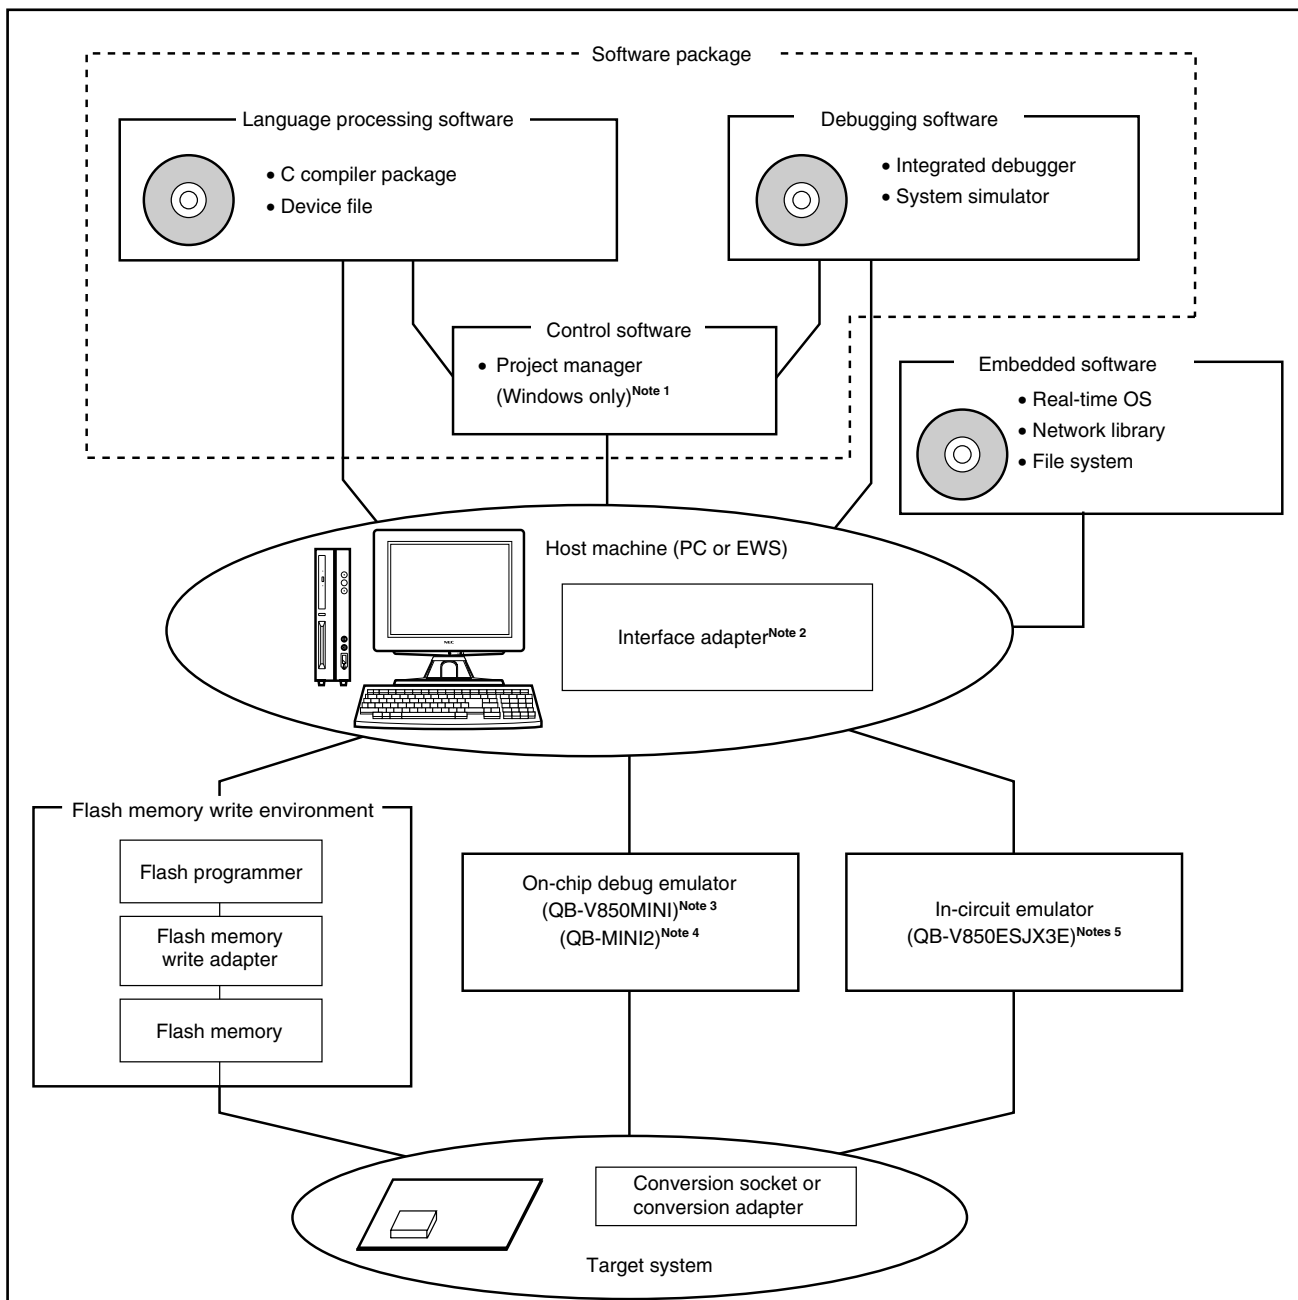 Software package
Language processing software
• C compiler package
• Device file
Debugging software
• Integrated debugger
• System simulator
Control software
• Project manager
(Windows only)Note 1
Embedded software
• Real-time OS
• Network library
• File system
Host machine (PC or EWS)
NEC
Interface adapterNote 2
Flash memory write environment
Flash programmer
Flash memory
write adapter
Flash memory
On-chip debug emulator
(QB-V850MINI)Note 3
(QB-MINI2)Note 4
In-circuit emulator
(QB-V850ESJX3E)Notes 5
Conversion socket or
conversion adapter
Target system